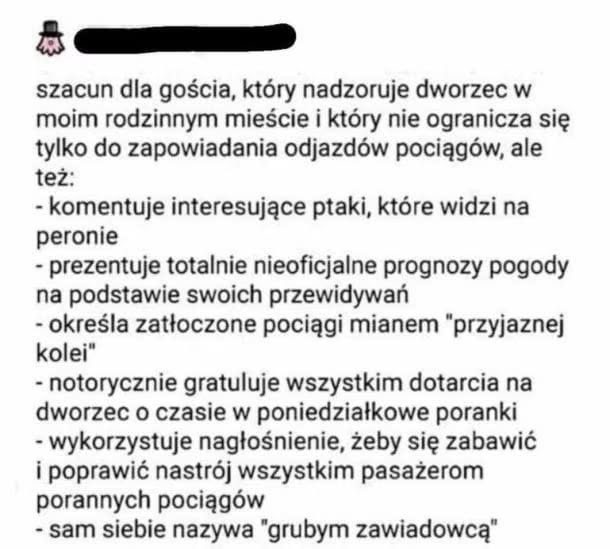 szacun dla gościa, który nadzoruje dworzec w
moim rodzinnym mieście i który nie ogranicza się
tylko do zapowiadania odjazdów pociągów, ale
też:
- komentuje interesujące ptaki, które widzi na
peronie
- prezentuje totalnie nieoficjalne prognozy pogody
na podstawie swoich przewidywań
- określa zatłoczone pociągi mianem "przyjaznej
kolei"
- notorycznie gratuluje wszystkim dotarcia na
dworzec o czasie w poniedziałkowe poranki
- wykorzystuje nagłośnienie, żeby się zabawić
i poprawić nastrój wszystkim pasażerom
porannych pociągów
- sam siebie nazywa "grubym zawiadowcą"